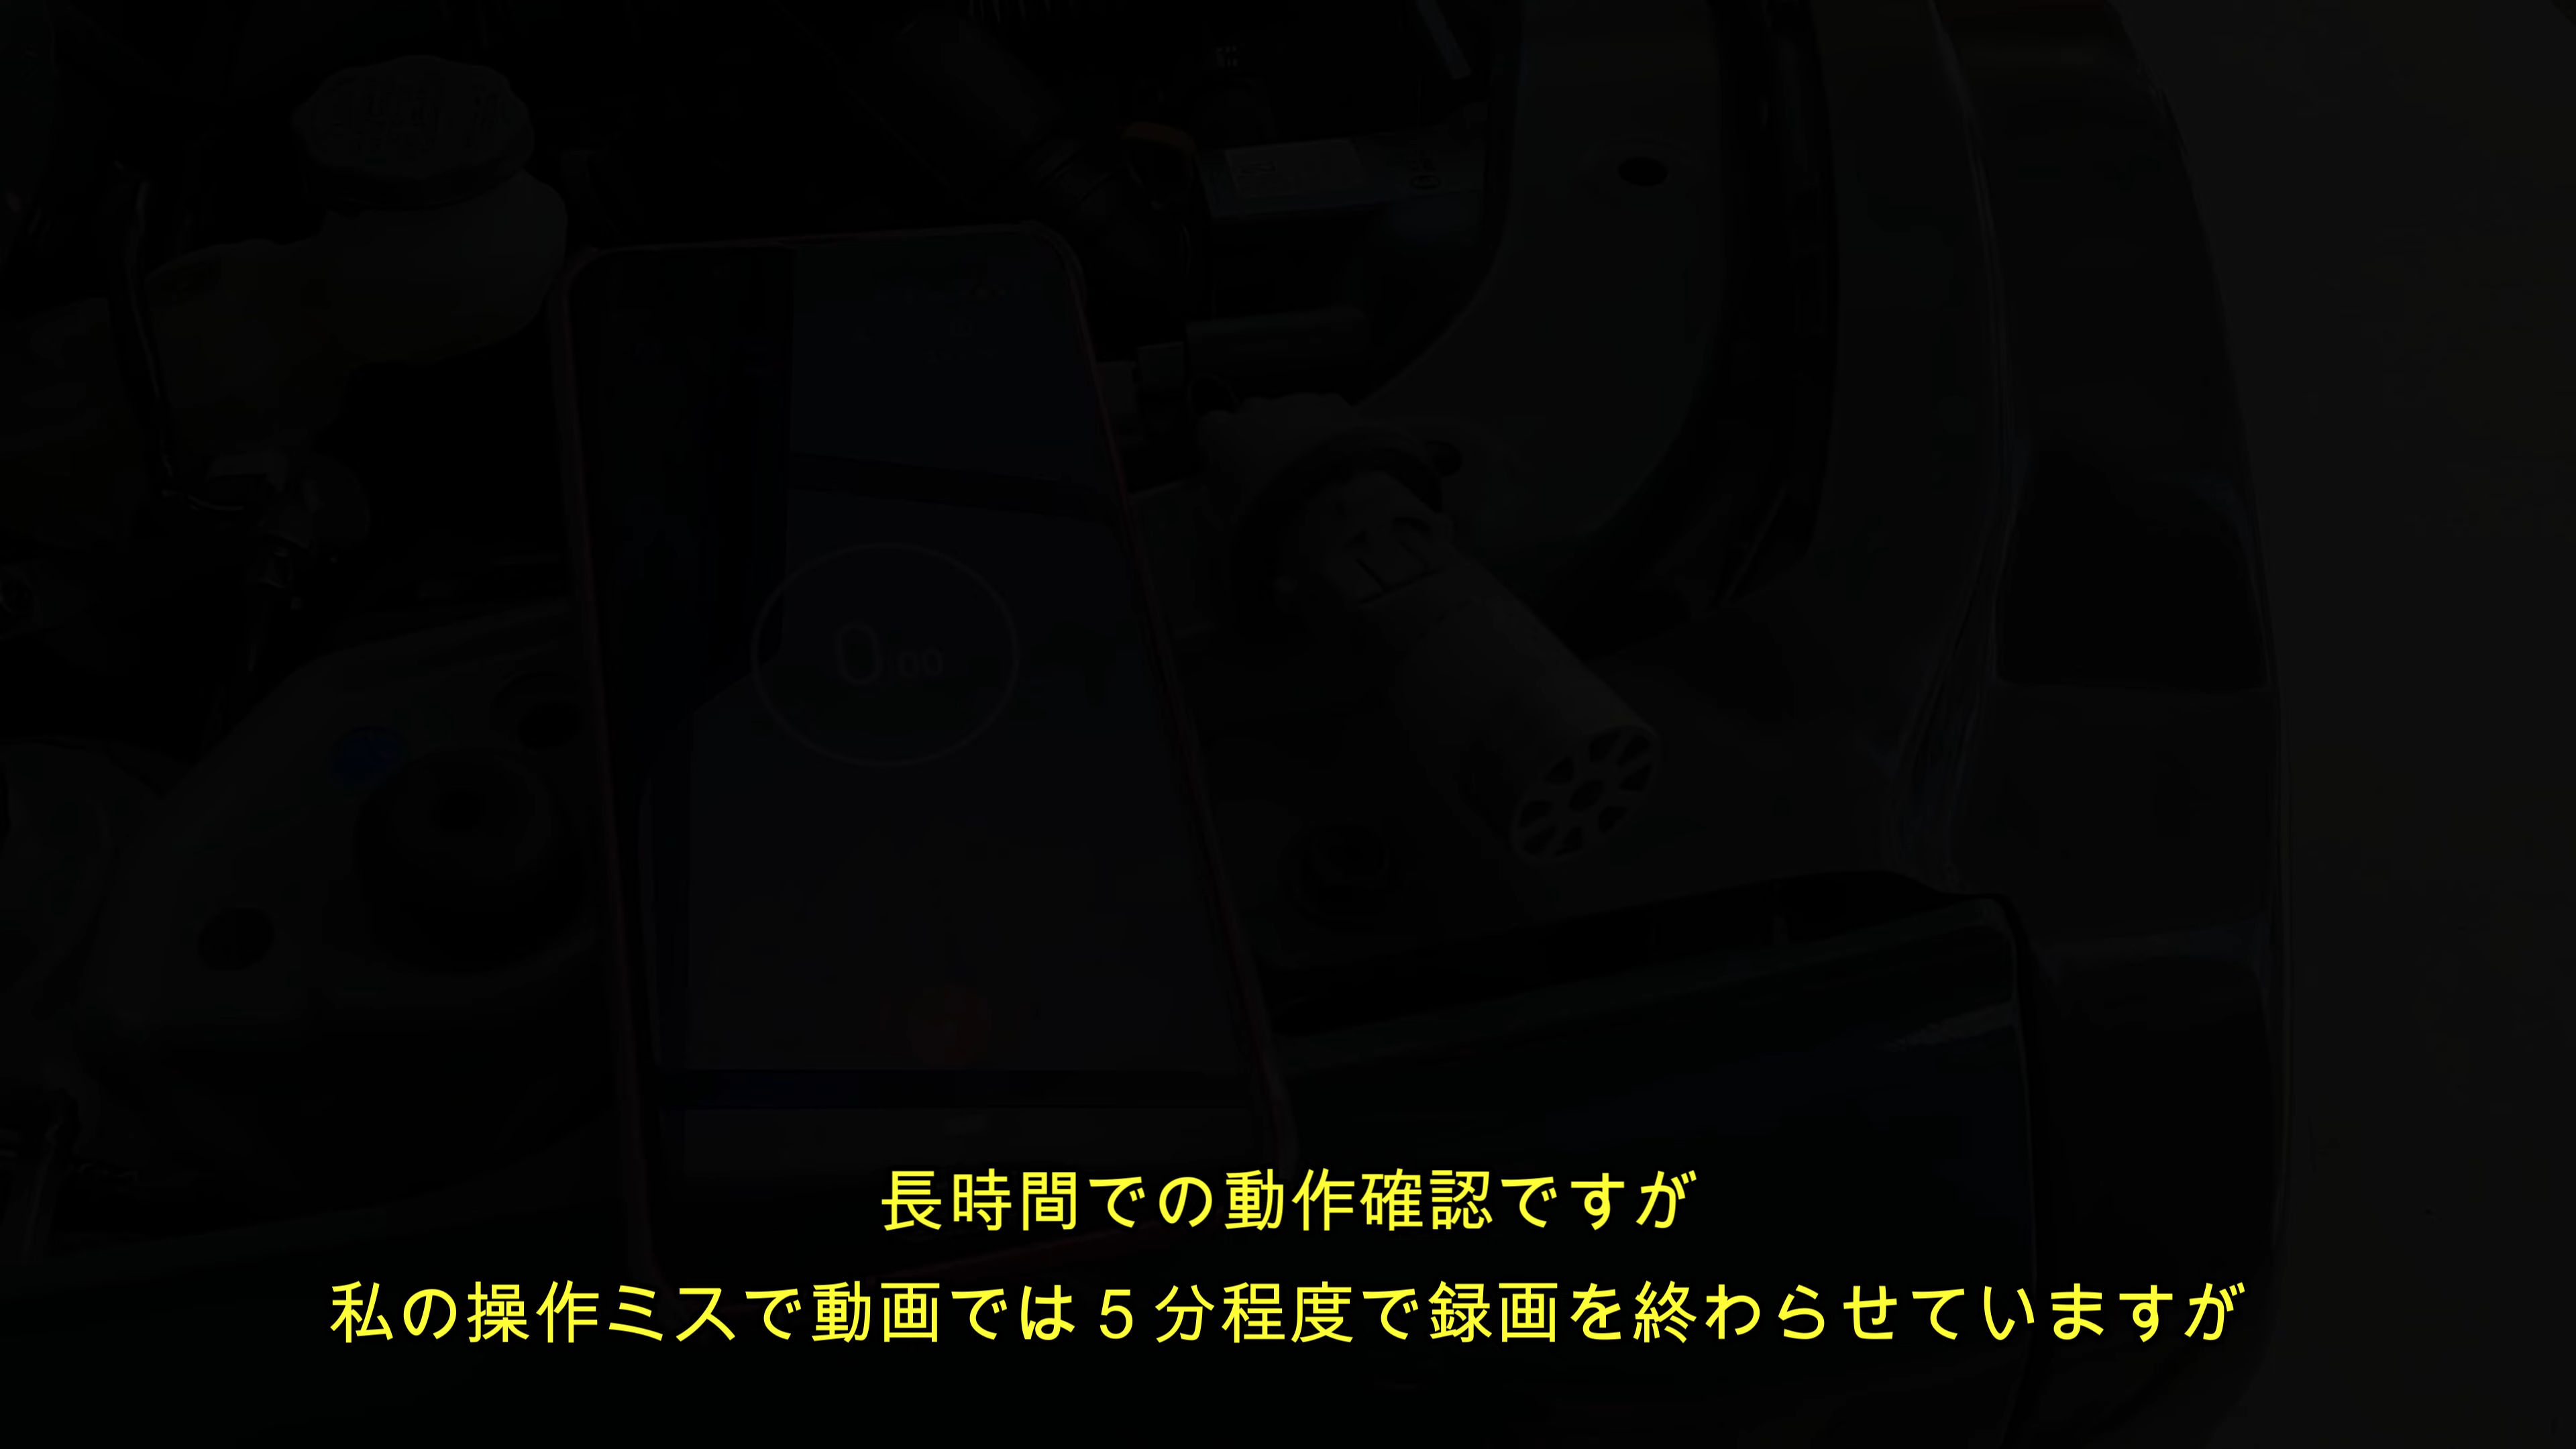 0:00
長時間での動作確認ですが
私の操作ミスで動画では5分程度で録画を終わらせていますが